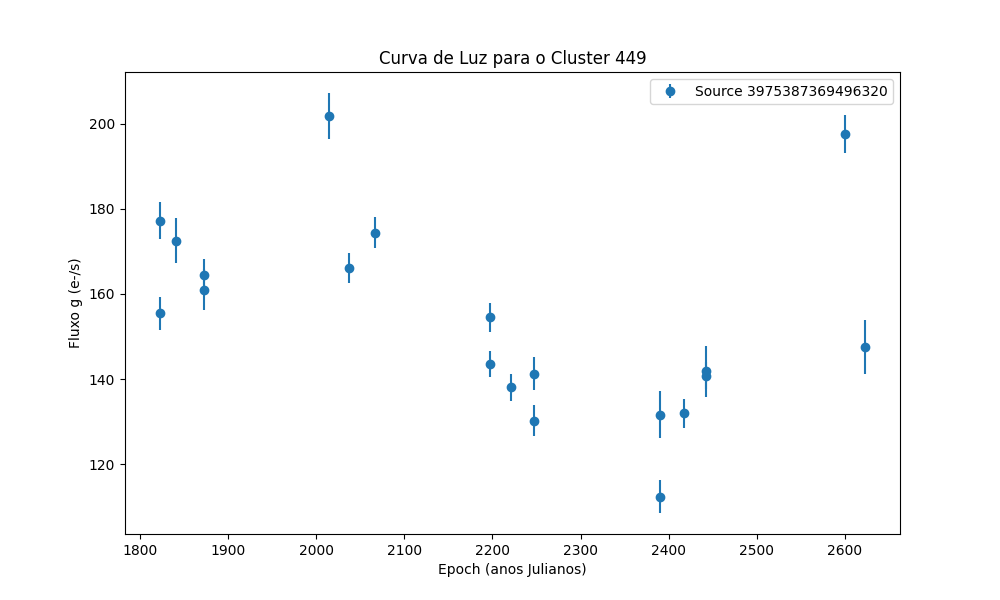 Curva de Luz para o Cluster 449
Source 3975387369496320
Fluxo g (e-/s)
200
180
160
140
120
1800 1900 2000 2100 2200 2300 2400 2500 2600
Epoch (anos Julianos)